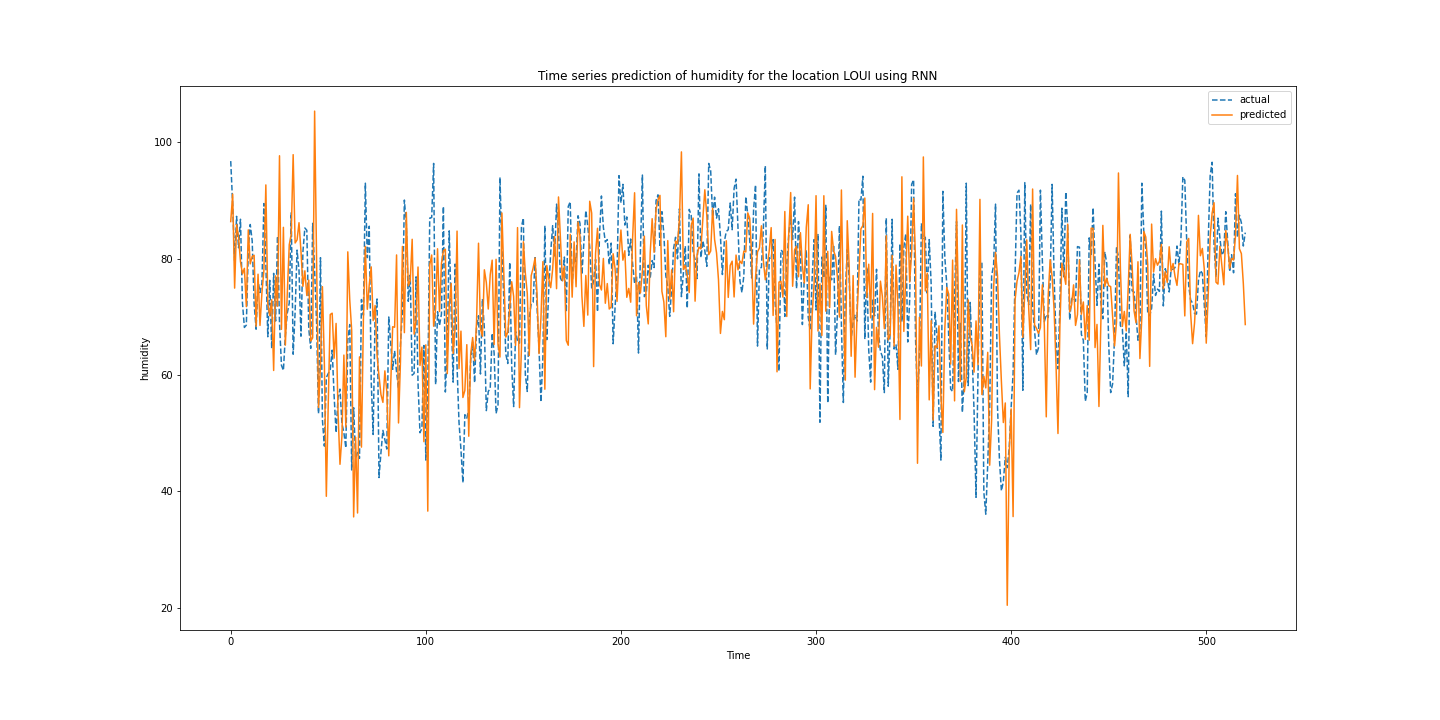 Time series prediction of humidity for the location LOUI using RNN
actual
predicted
100
80
60
40
20
humidity
0 100 200 300 400 500
Time